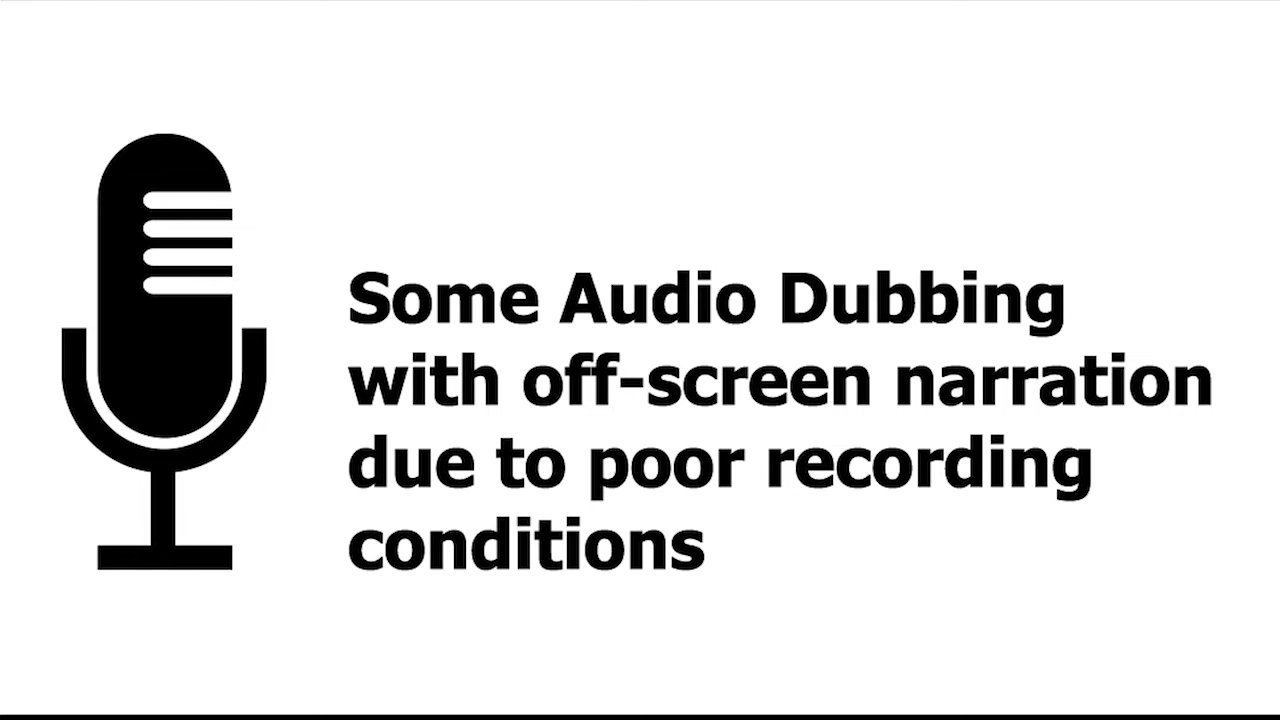 Some Audio Dubbing
with off-screen narration
due to poor recording
conditions